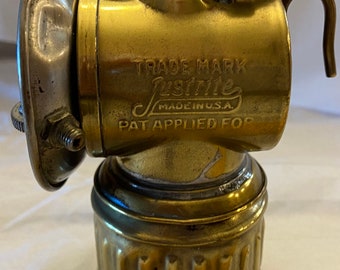 TRADE MARK
Justrite
MADE IN U.S.A.
PAT APPLIED FOR